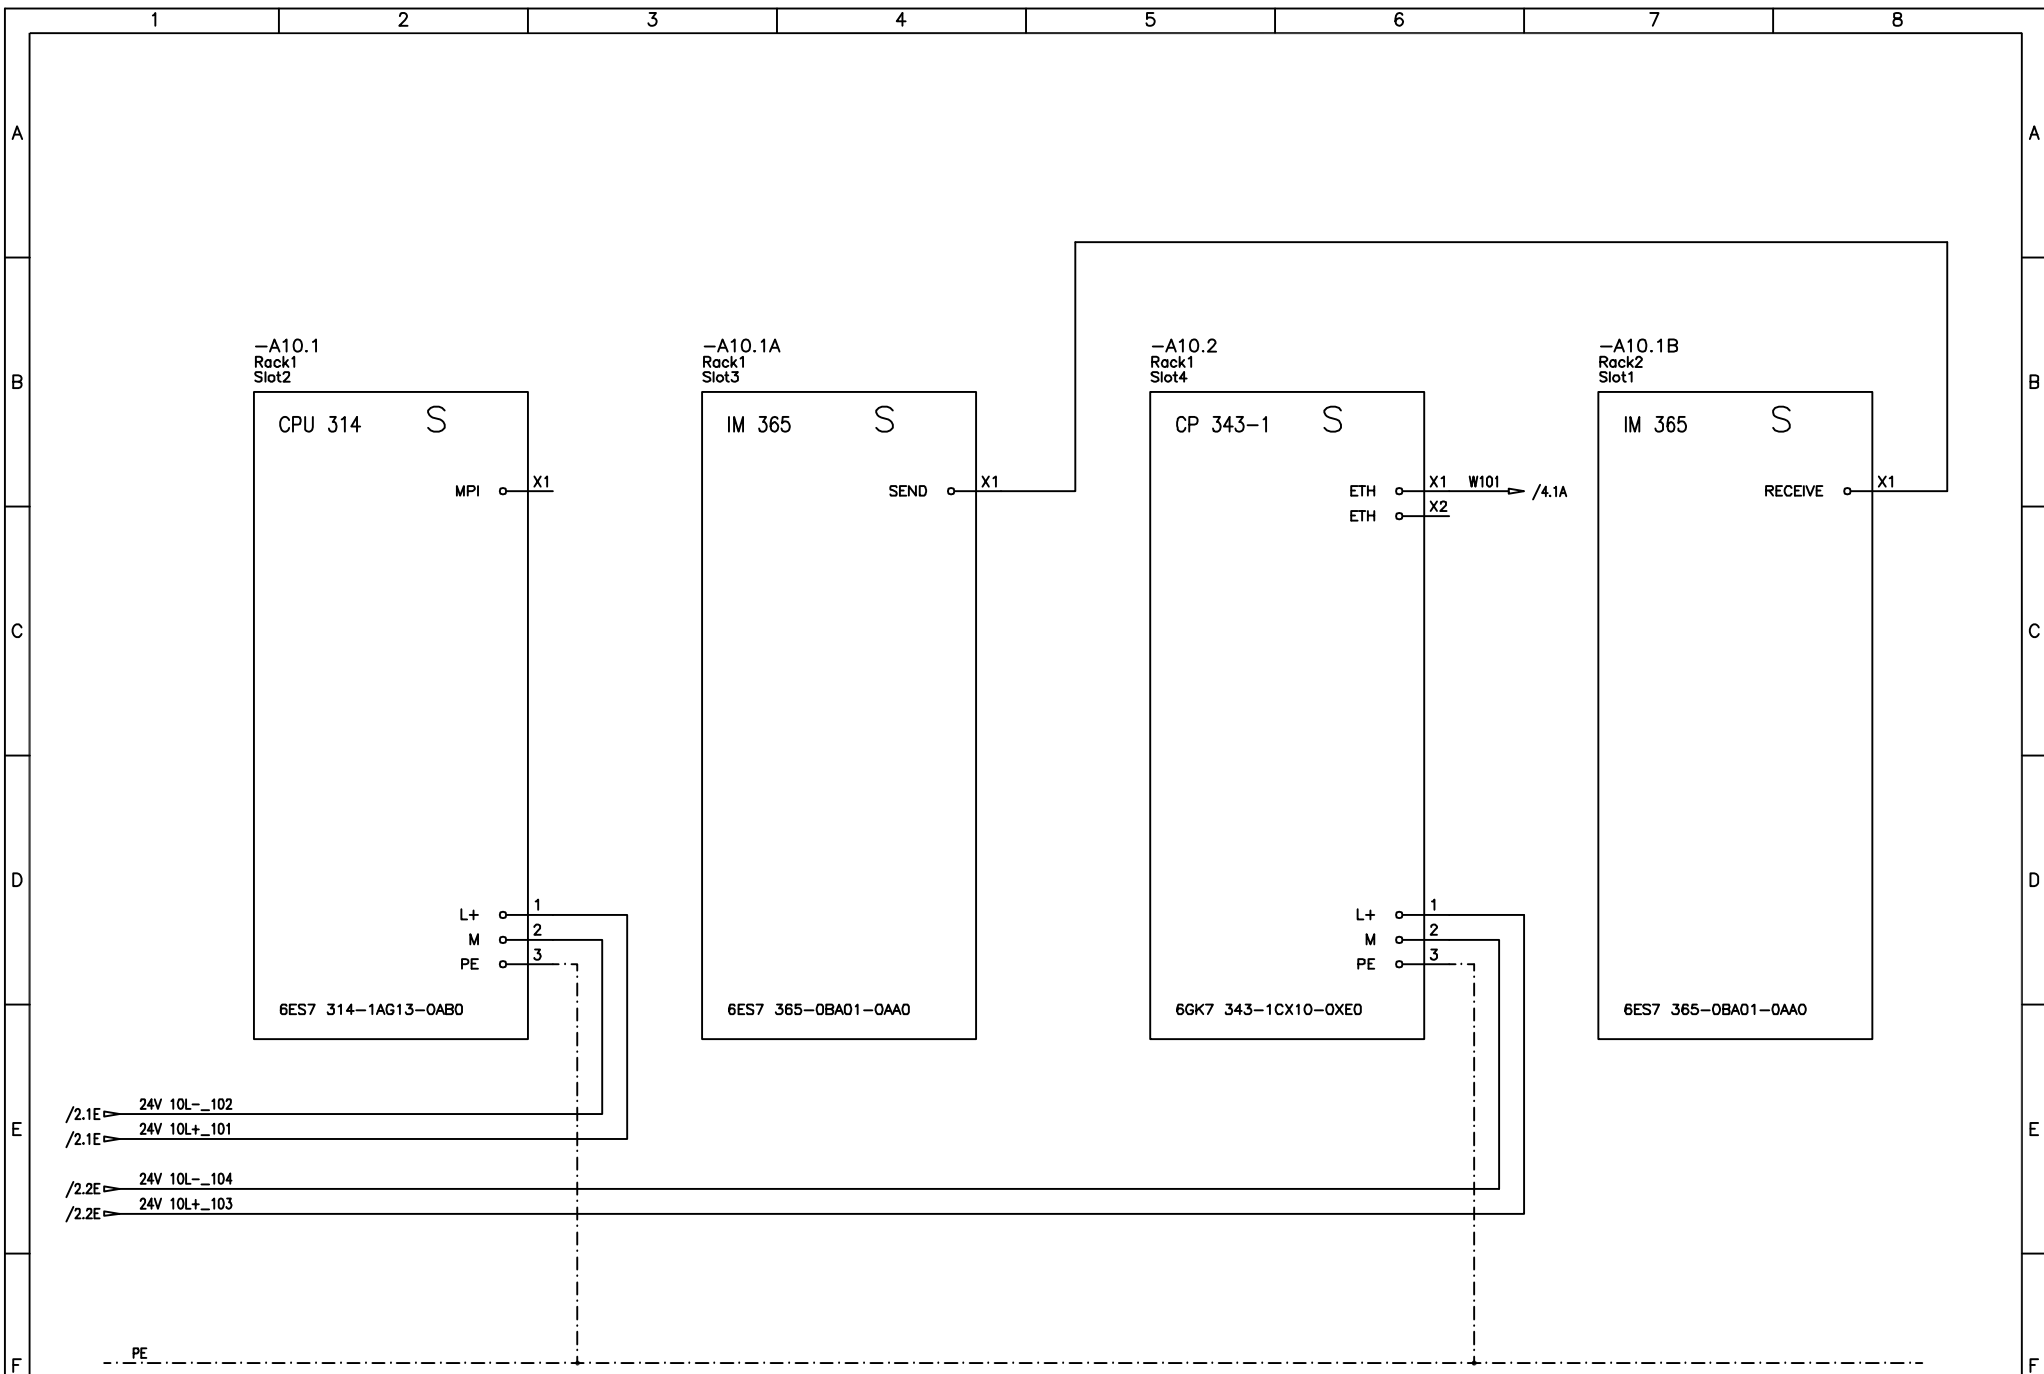 1 2 3 4 5 6 7 8
A A
-A10.1 -A10.1A -A10.2 -A10.1B
Rack1 Rack1 Rack1 Rack2
Slot2 Slot3 Slot4 Slot1
B B
CPU 314 S IM 365 S CP 343-1 S IM 365 S
MPI X1 SEND X1 ETH X1 W101 /4.1A RECEIVE X1
ETH X2
C C
D D
L+ 1 L+ 1
M 2 M 2
PE 3 PE 3
6ES7 314-1AG13-0AB0 6ES7 365-0BA01-0AA0 6GK7 343-1CX10-0XE0 6ES7 365-0BA01-0AA0
/2.1E 24V 10L-_102
E E
/2.1E 24V 10L+_101
/2.2E 24V 10L-_104
/2.2E 24V 10L+_103
PE
F F